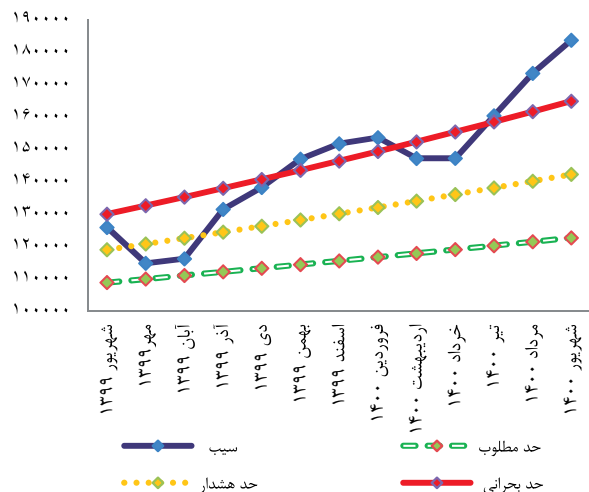 ۱۹۰۰۰۰
۱۸۰۰۰۰
۱۷۰۰۰۰
۱۶۰۰۰۰
۱۵۰۰۰۰
۱۴۰۰۰۰
۱۳۰۰۰۰
۱۲۰۰۰۰
۱۱۰۰۰۰
۱۰۰۰۰۰
شهریور ۱۳۹۹
مهر ۱۳۹۹
آبان ۱۳۹۹
آذر ۱۳۹۹
دی ۱۳۹۹
بهمن ۱۳۹۹
اسفند ۱۳۹۹
فروردین ۱۴۰۰
اردیبهشت ۱۴۰۰
خرداد ۱۴۰۰
تیر ۱۴۰۰
مرداد ۱۴۰۰
شهریور ۱۴۰۰
سیب
حد مطلوب
حد هشدار
حد بحرانی